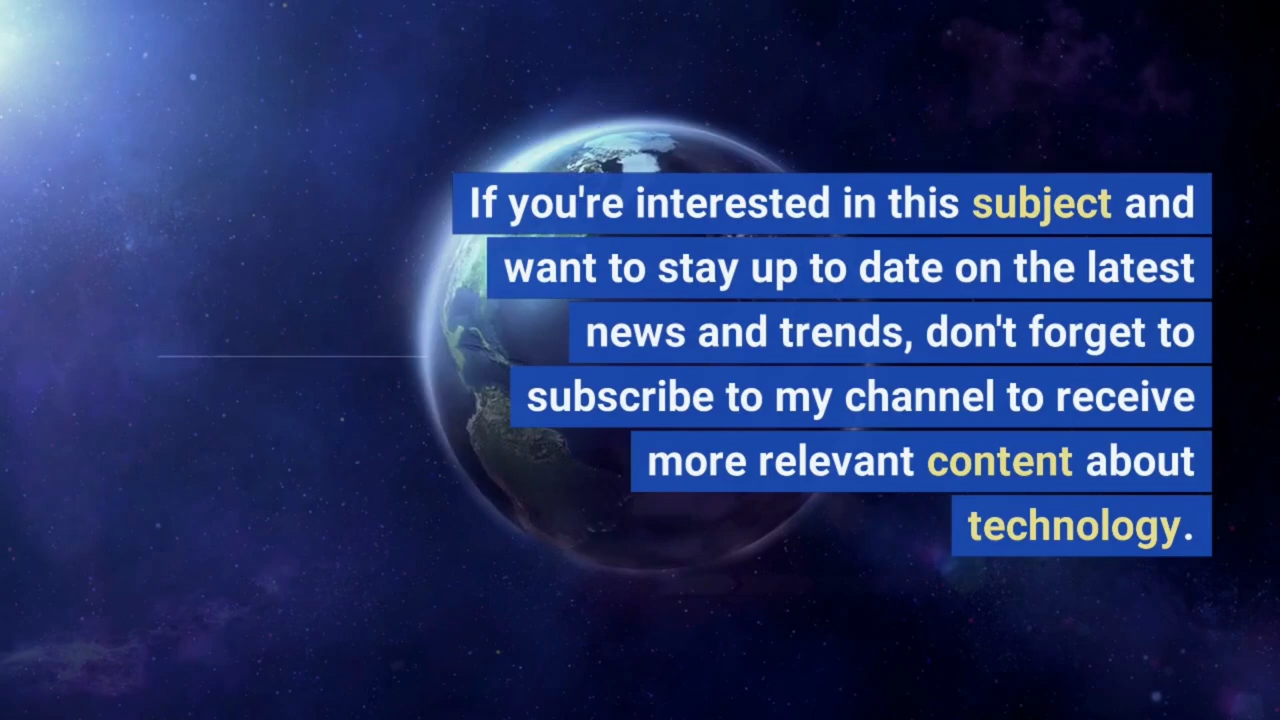 If you're interested in this subject and
want to stay up to date on the latest
news and trends, don't forget to
subscribe to my channel to receive
more relevant content about
technology.